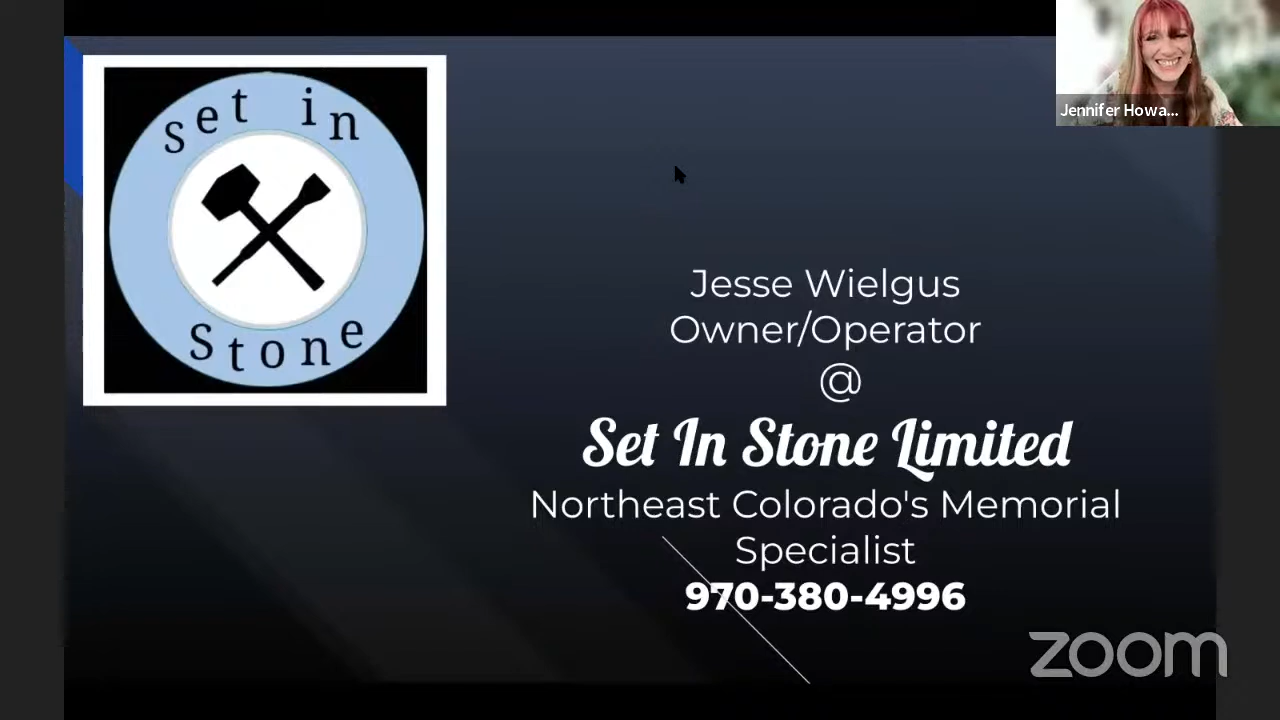 set in
Stone
Jennifer Howa...
Jesse Wielgus
Owner/Operator
@
Set In Stone Limited
Northeast Colorado's Memorial
Specialist
970-380-4996
zoom